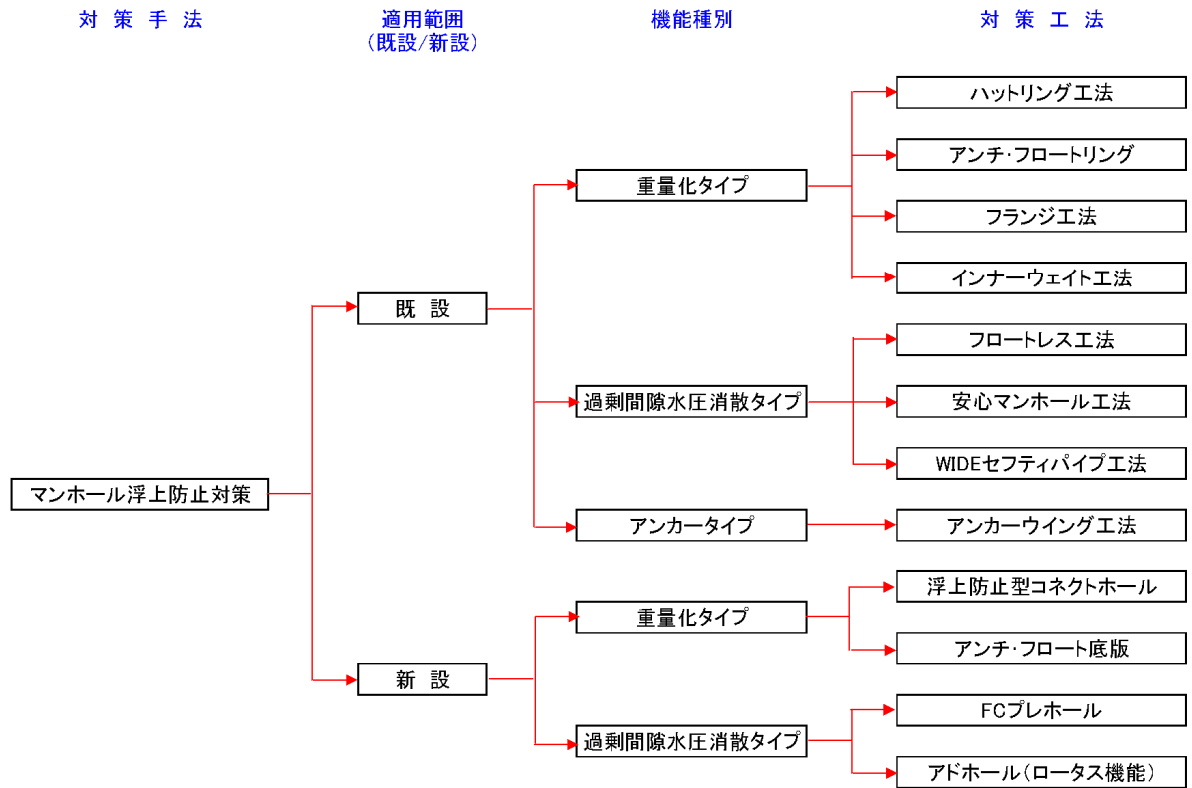 対 策 手 法
適用範囲
(既設/新設)
機能種別
対 策 工 法
ハットリング工法
アンチ・フロートリング
重量化タイプ
フランジ工法
インナーウェイト工法
既 設
フロートレス工法
過剰間隙水圧消散タイプ
安心マンホール工法
WIDEセフティパイプ工法
マンホール浮上防止対策
アンカータイプ
アンカーウイング工法
浮上防止型コネクトホール
重量化タイプ
アンチ・フロート底版
新 設
FCプレホール
過剰間隙水圧消散タイプ
アドホール(ロータス機能)